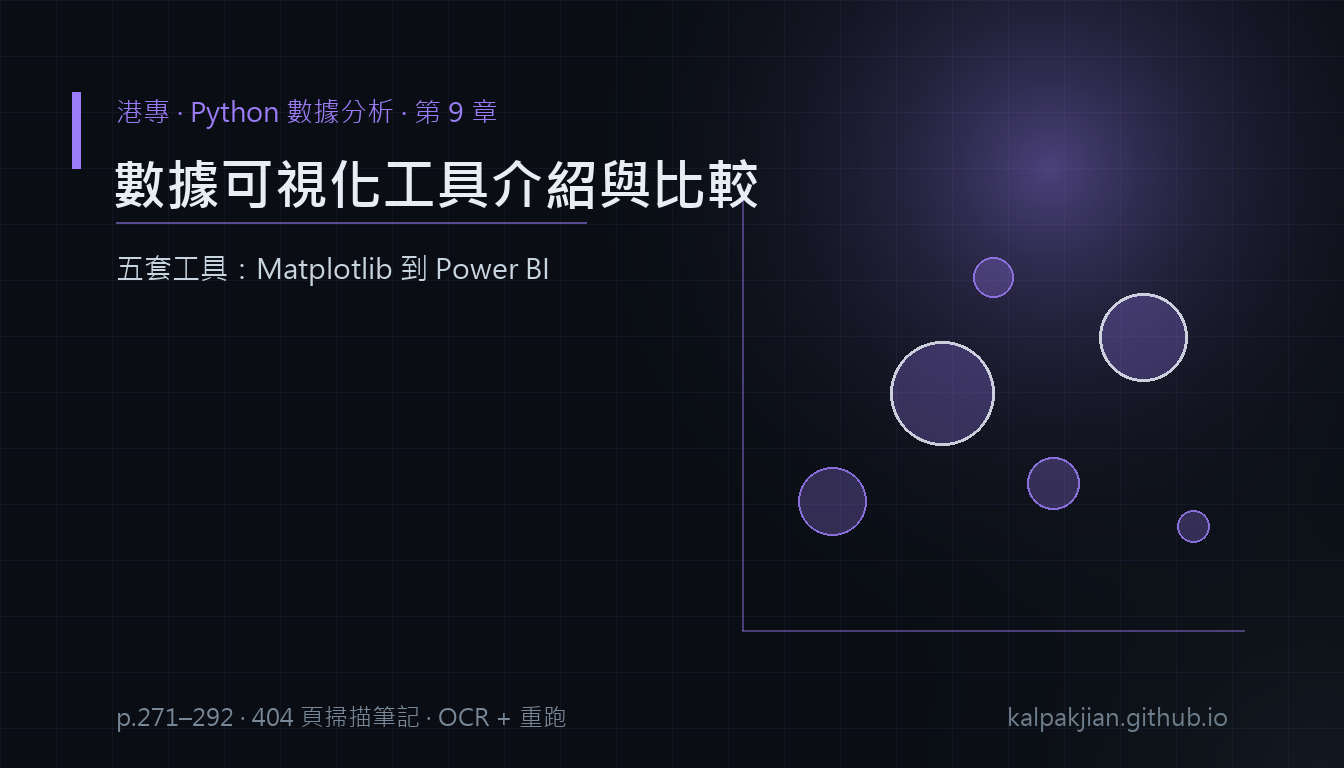 港專 · Python 數據分析 · 第 9 章
數據可視化工具介紹與比較
五套工具：Matplotlib 到 Power BI
p.271–292 · 404 頁掃描筆記 · OCR + 重跑
kalpakjian.github.io